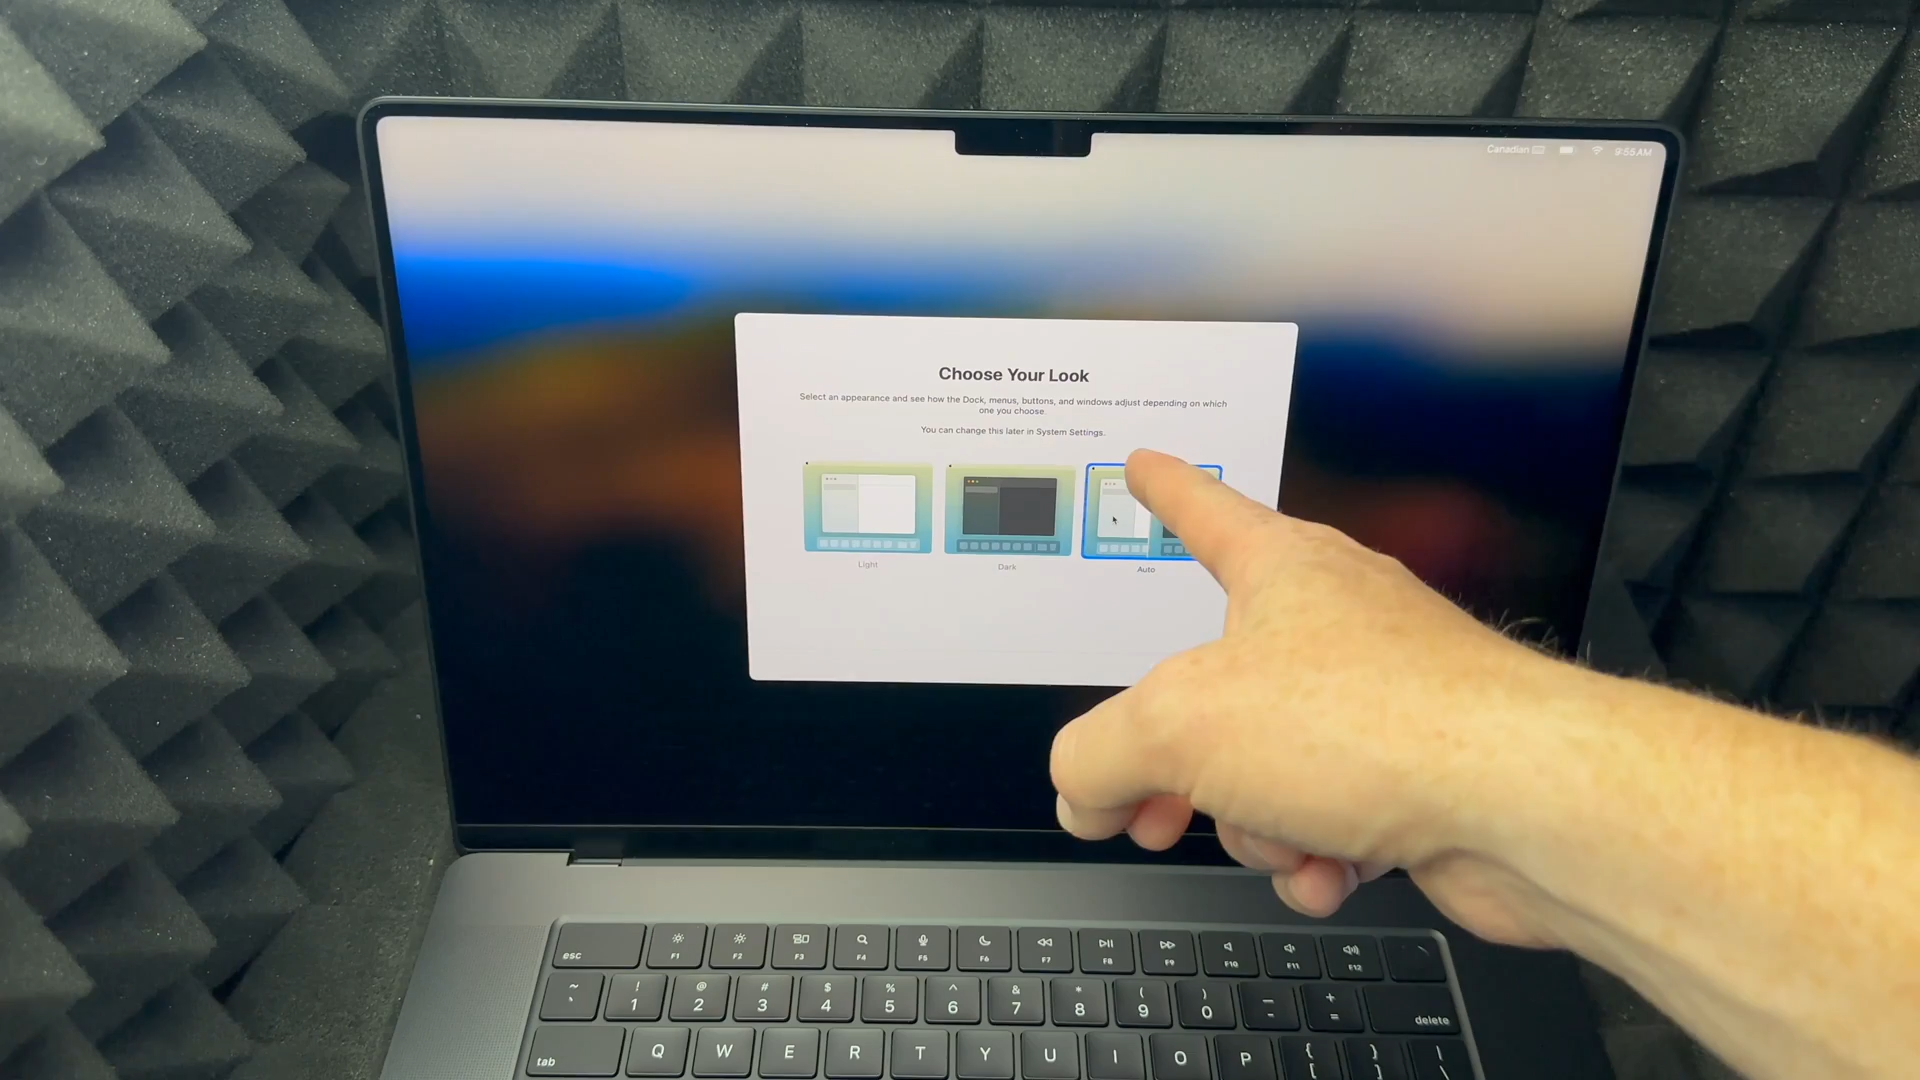 Canadian 9:55 AM
Choose Your Look
Select an appearance and see how the Dock, menus, buttons, and windows adjust depending on which
one you choose.
You can change this later in System Settings.
Light Dark Auto
esc F1 F2 F3 F4 F5 F6 F7 F8 F9 F10 F11 F12
~ ! @ # $ % ^ & * ( ) _ +
` 1 2 3 4 5 6 7 8 9 0 - = delete
tab Q W E R T Y U I O P { } |
[ ] \